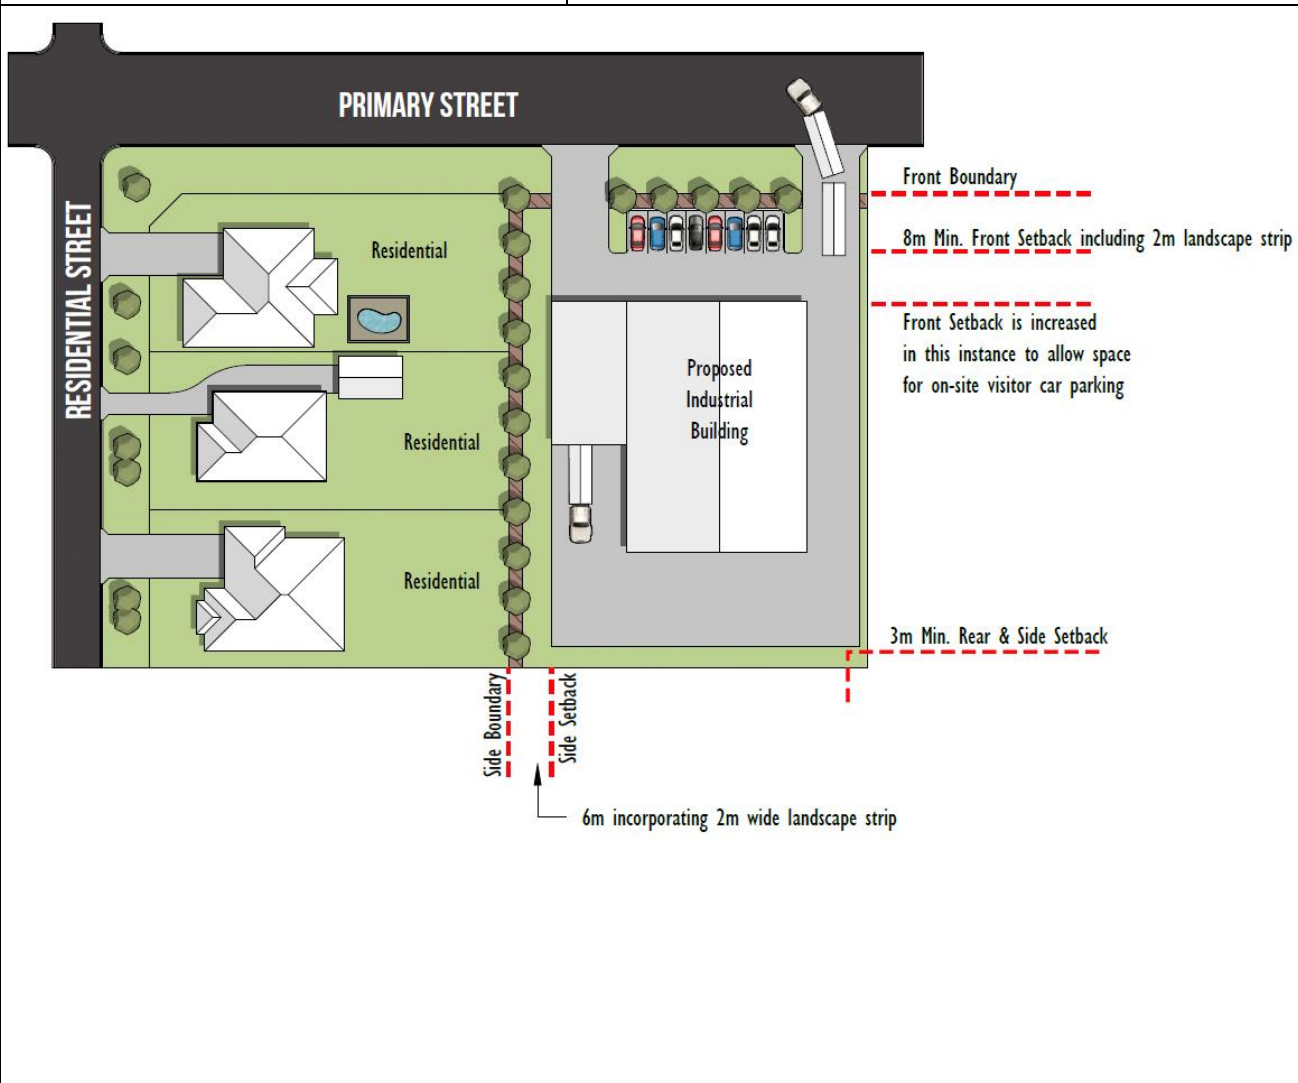 PRIMARY STREET
RESIDENTIAL STREET
Front Boundary
Residential
8m Min. Front Setback including 2m landscape strip
Front Setback is increased
in this instance to allow space
for on-site visitor car parking
Proposed
Industrial
Building
Residential
Residential
3m Min. Rear & Side Setback
Side Boundary
Side Setback
6m incorporating 2m wide landscape strip